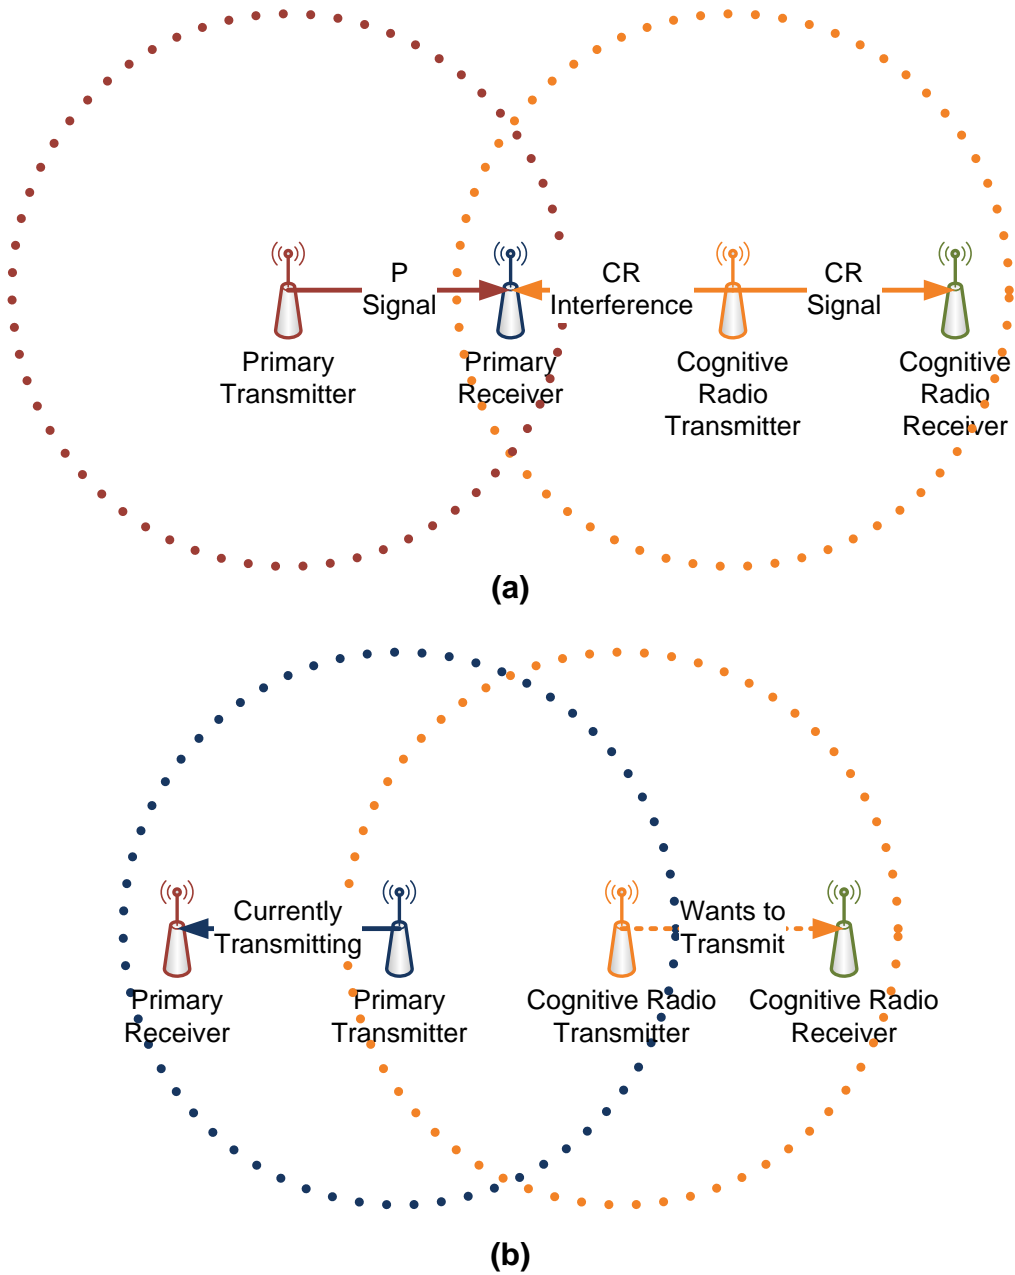 P
Signal
CR
Interference
CR
Signal
Primary
Transmitter
Primary
Receiver
Cognitive
Radio
Transmitter
Cognitive
Radio
Receiver
(a)
Currently
Transmitting
Wants to
Transmit
Primary
Receiver
Primary
Transmitter
Cognitive Radio
Transmitter
Cognitive Radio
Receiver
(b)